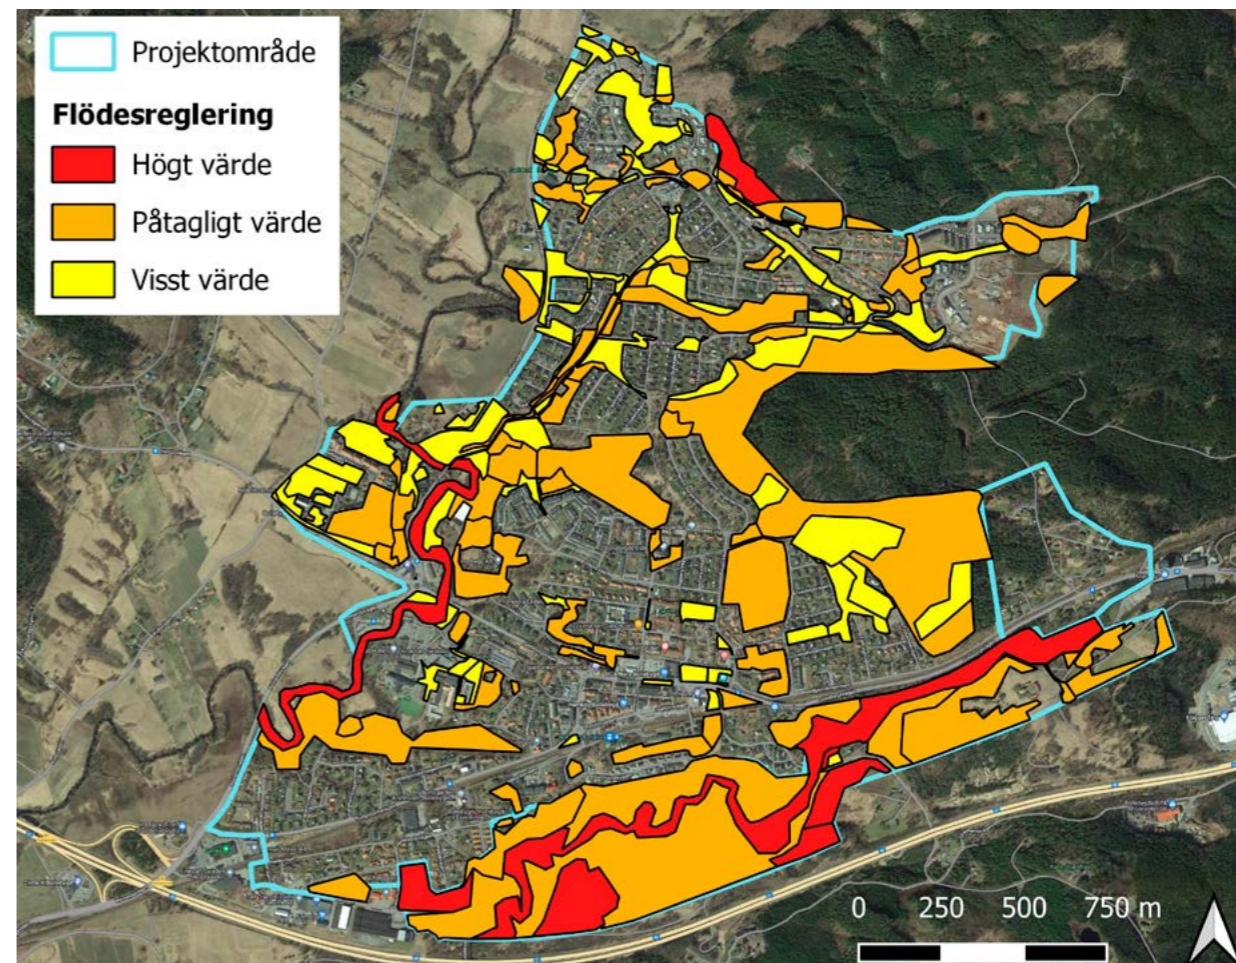 Projektområde
Flödesreglering
Högt värde
Påtagligt värde
Visst värde
0 250 500 750 m